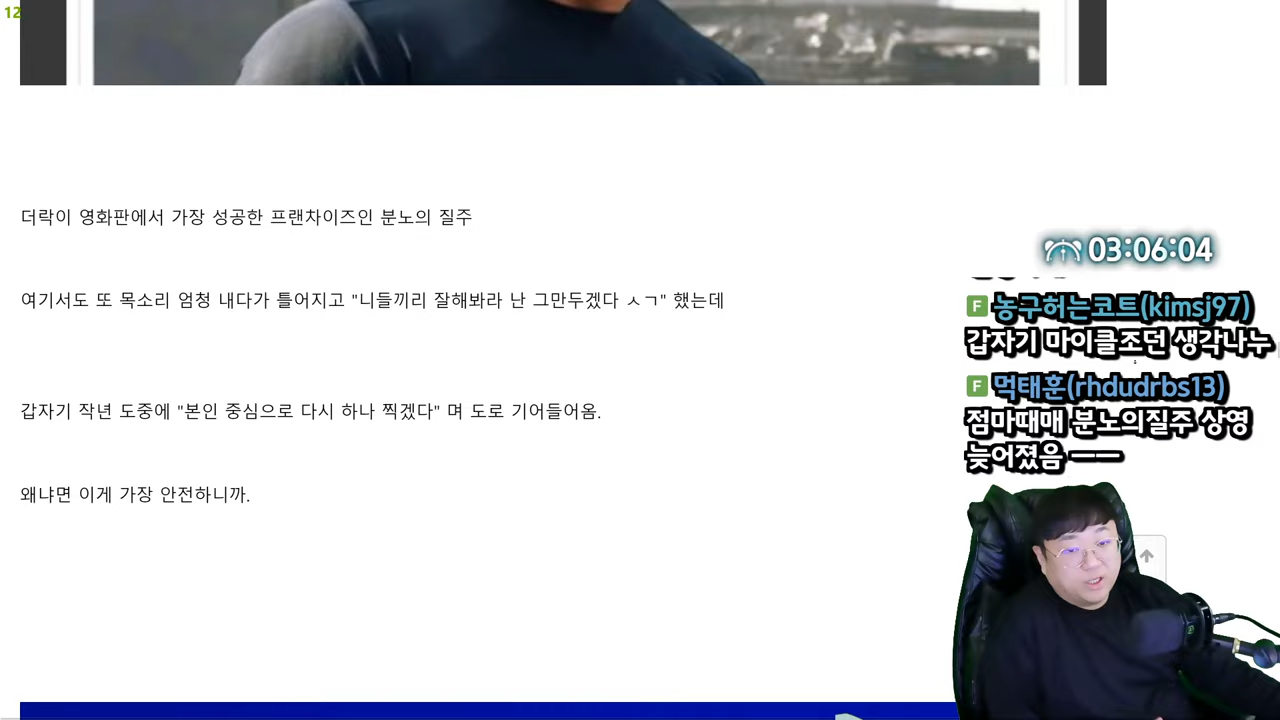 12
더락이 영화판에서 가장 성공한 프랜차이즈인 분노의 질주
여기서도 또 목소리 엄청 내다가 틀어지고 "니들끼리 잘해봐라 난 그만두겠다 ㅅㄱ" 했는데
갑자기 작년 도중에 "본인 중심으로 다시 하나 찍겠다" 며 도로 기어들어옴.
왜냐면 이게 가장 안전하니까.
03:06:04
F 농구허는코트(kimsj97)
갑자기 마이클조던 생각나누
F 먹태훈(rhdudrbs13)
점마때매 분노의질주 상영
늦어졌음 ㅡㅡ